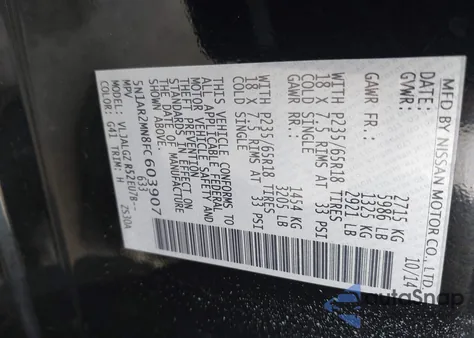 MFD BY NISSAN MOTOR CO., LTD.
DATE: 10/14
GVWR: 2715 KG
5986 LB
GAWR FR: 1325 KG
2921 LB
WITH P235/65R18
18 X 7.5 RIMS AT 33 PSI
COLD SINGLE
GAWR RR: 1454 KG
3205 LB
WITH P235/65R18
18 X 7.5 RIMS AT 33 PSI
COLD SINGLE
THIS VEHICLE CONFORMS TO
ALL APPLICABLE FEDERAL
MOTOR VEHICLE SAFETY AND
THEFT PREVENTION
STANDARDS IN EFFECT
ON THE DATE OF MANUFACTURE
SHOWN ABOVE.
5N1AR2MN8FC603907
MPV 633
MODEL:
COLOR: G41 TRIM: H 2S30A
autoSnap